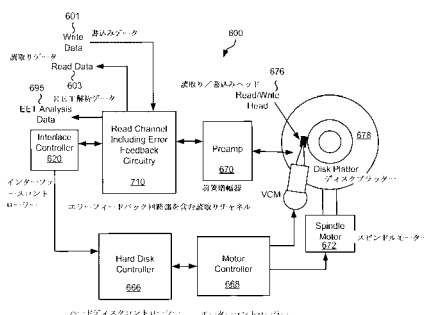 601
Write
Data
書込みデータ
600
読取りデータ
Read Data
603
695
EET解析データ
EET Analysis
Data
読取り／書込みヘッド
676
Read/Write
Head
Interface
Controller
620
Read Channel
Including Error
Feedback
Circuitry
710
Preamp
670
678
Disk Platter
ディスクプラッター
前置増幅器
VCM
インターフェー
スコントロ
ーラー
エラーフィードバック回路部を含む読取りチャネル
Spindle
Motor
672
スピンドルモーター
Hard Disk
Controller
666
Motor
Controller
668
ハードディスクコントローラー
モーターコントローラー